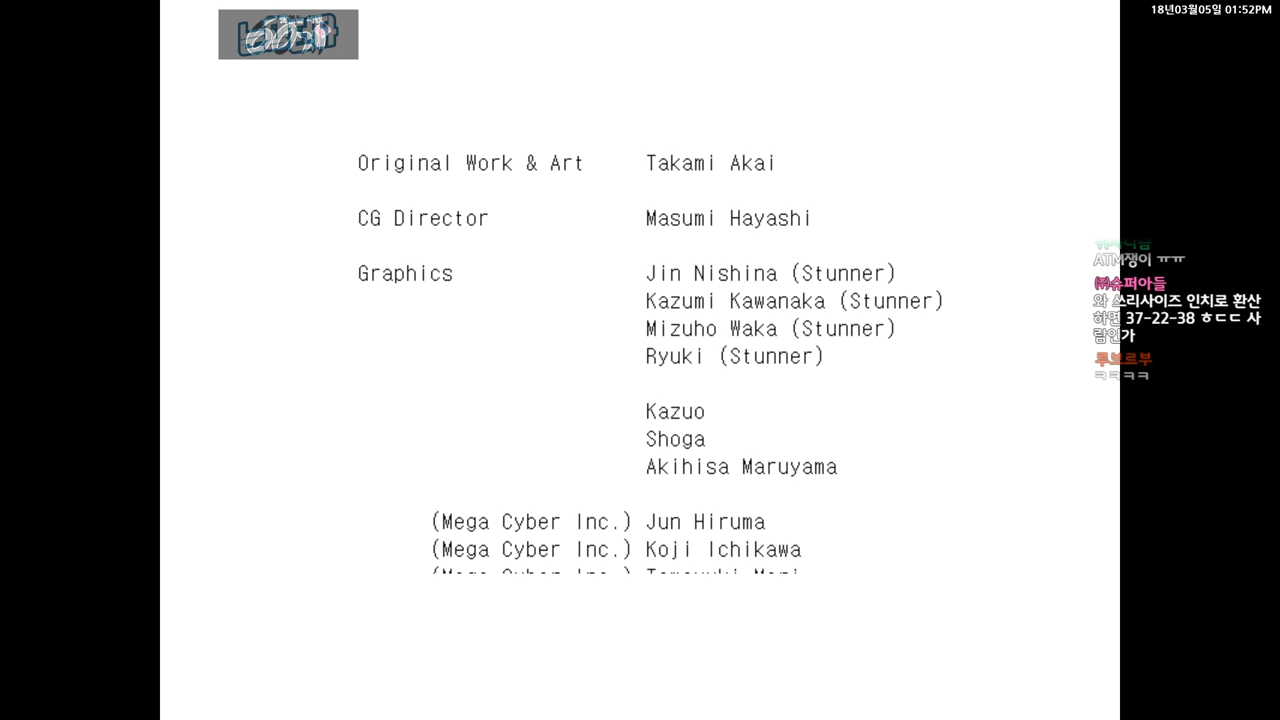 18년03월05일 01:52PM
Original Work & Art Takami Akai
CG Director Masumi Hayashi
Graphics Jin Nishina (Stunner)
Kazumi Kawanaka (Stunner)
Mizuho Waka (Stunner)
Ryuki (Stunner)
Kazuo
Shoga
Akihisa Maruyama
(Mega Cyber Inc.) Jun Hiruma
(Mega Cyber Inc.) Koji Ichikawa
(Mega Cyber Inc.)
ATM쟁이 ㅠㅠ
㈜슈퍼아들
와 쓰리사이즈 인치로 환산
하면 37-22-38 ㅎㄷㄷ 사
람인가
투브르부
ㅋㅋㅋㅋ